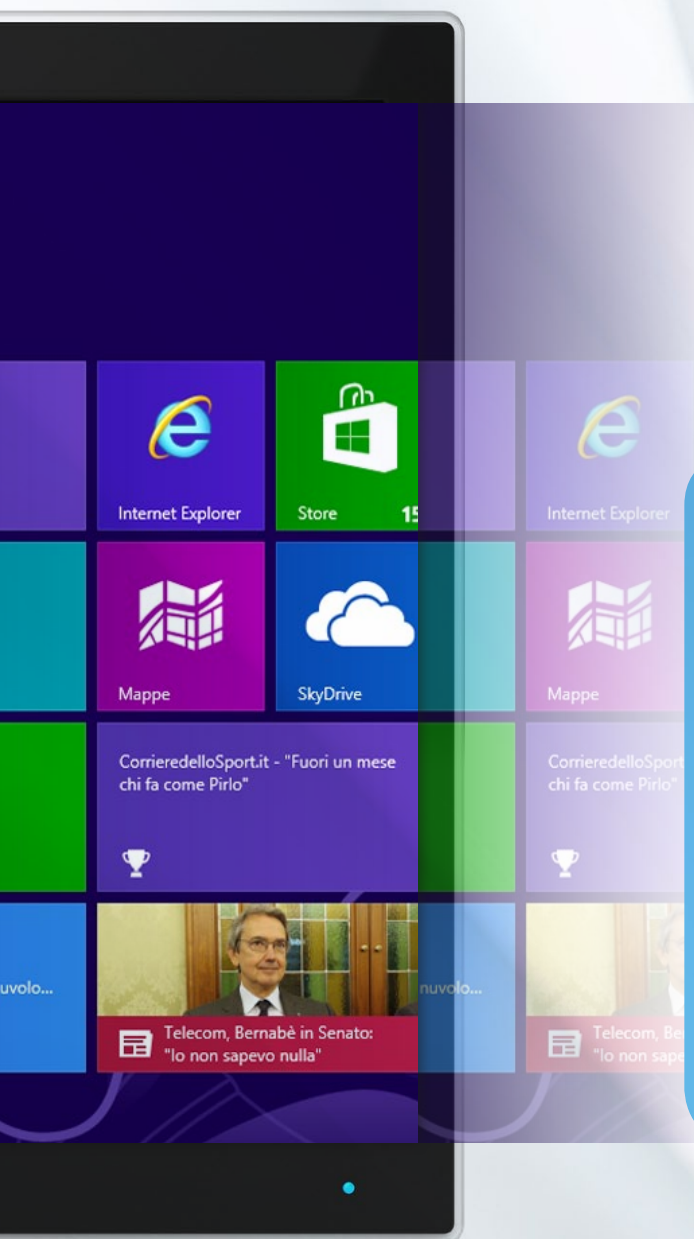 Internet Explorer
Store 15
Internet Explorer
Mappe
SkyDrive
Mappe
CorrieredelloSport.it - "Fuori un mese
chi fa come Pirlo"
CorrieredelloSport
chi fa come Pirlo"
uvolo...
nuvolo...
Telecom, Bernabè in Senato:
"Io non sapevo nulla"
Telecom, Be
"Io non sape